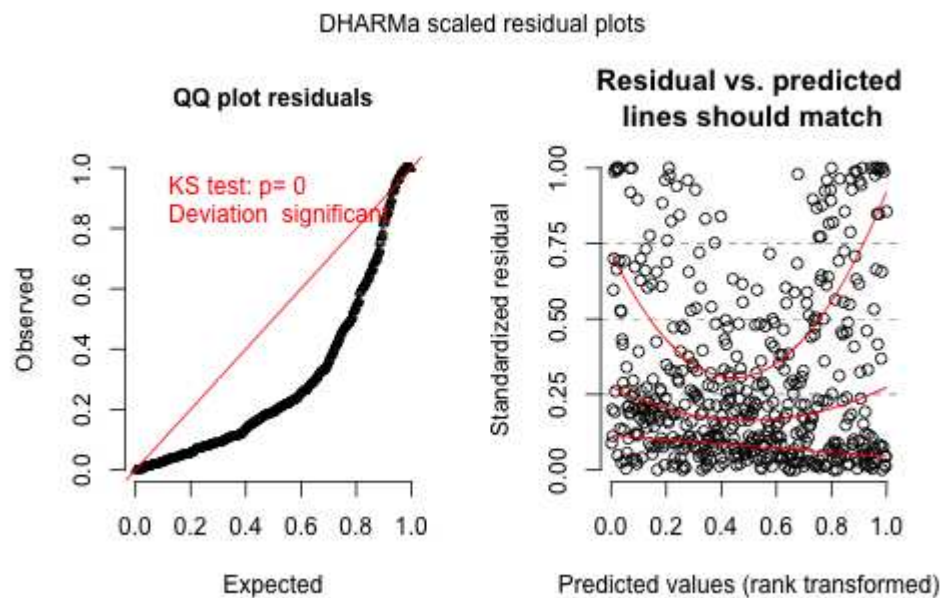 DHARMa scaled residual plots
QQ plot residuals
KS test: p= 0
Deviation significant
Observed
0.0 0.2 0.4 0.6 0.8 1.0
0.0 0.2 0.4 0.6 0.8 1.0
Expected
Residual vs. predicted
lines should match
Standardized residual
0.00 0.25 0.50 0.75 1.00
0.0 0.2 0.4 0.6 0.8 1.0
Predicted values (rank transformed)